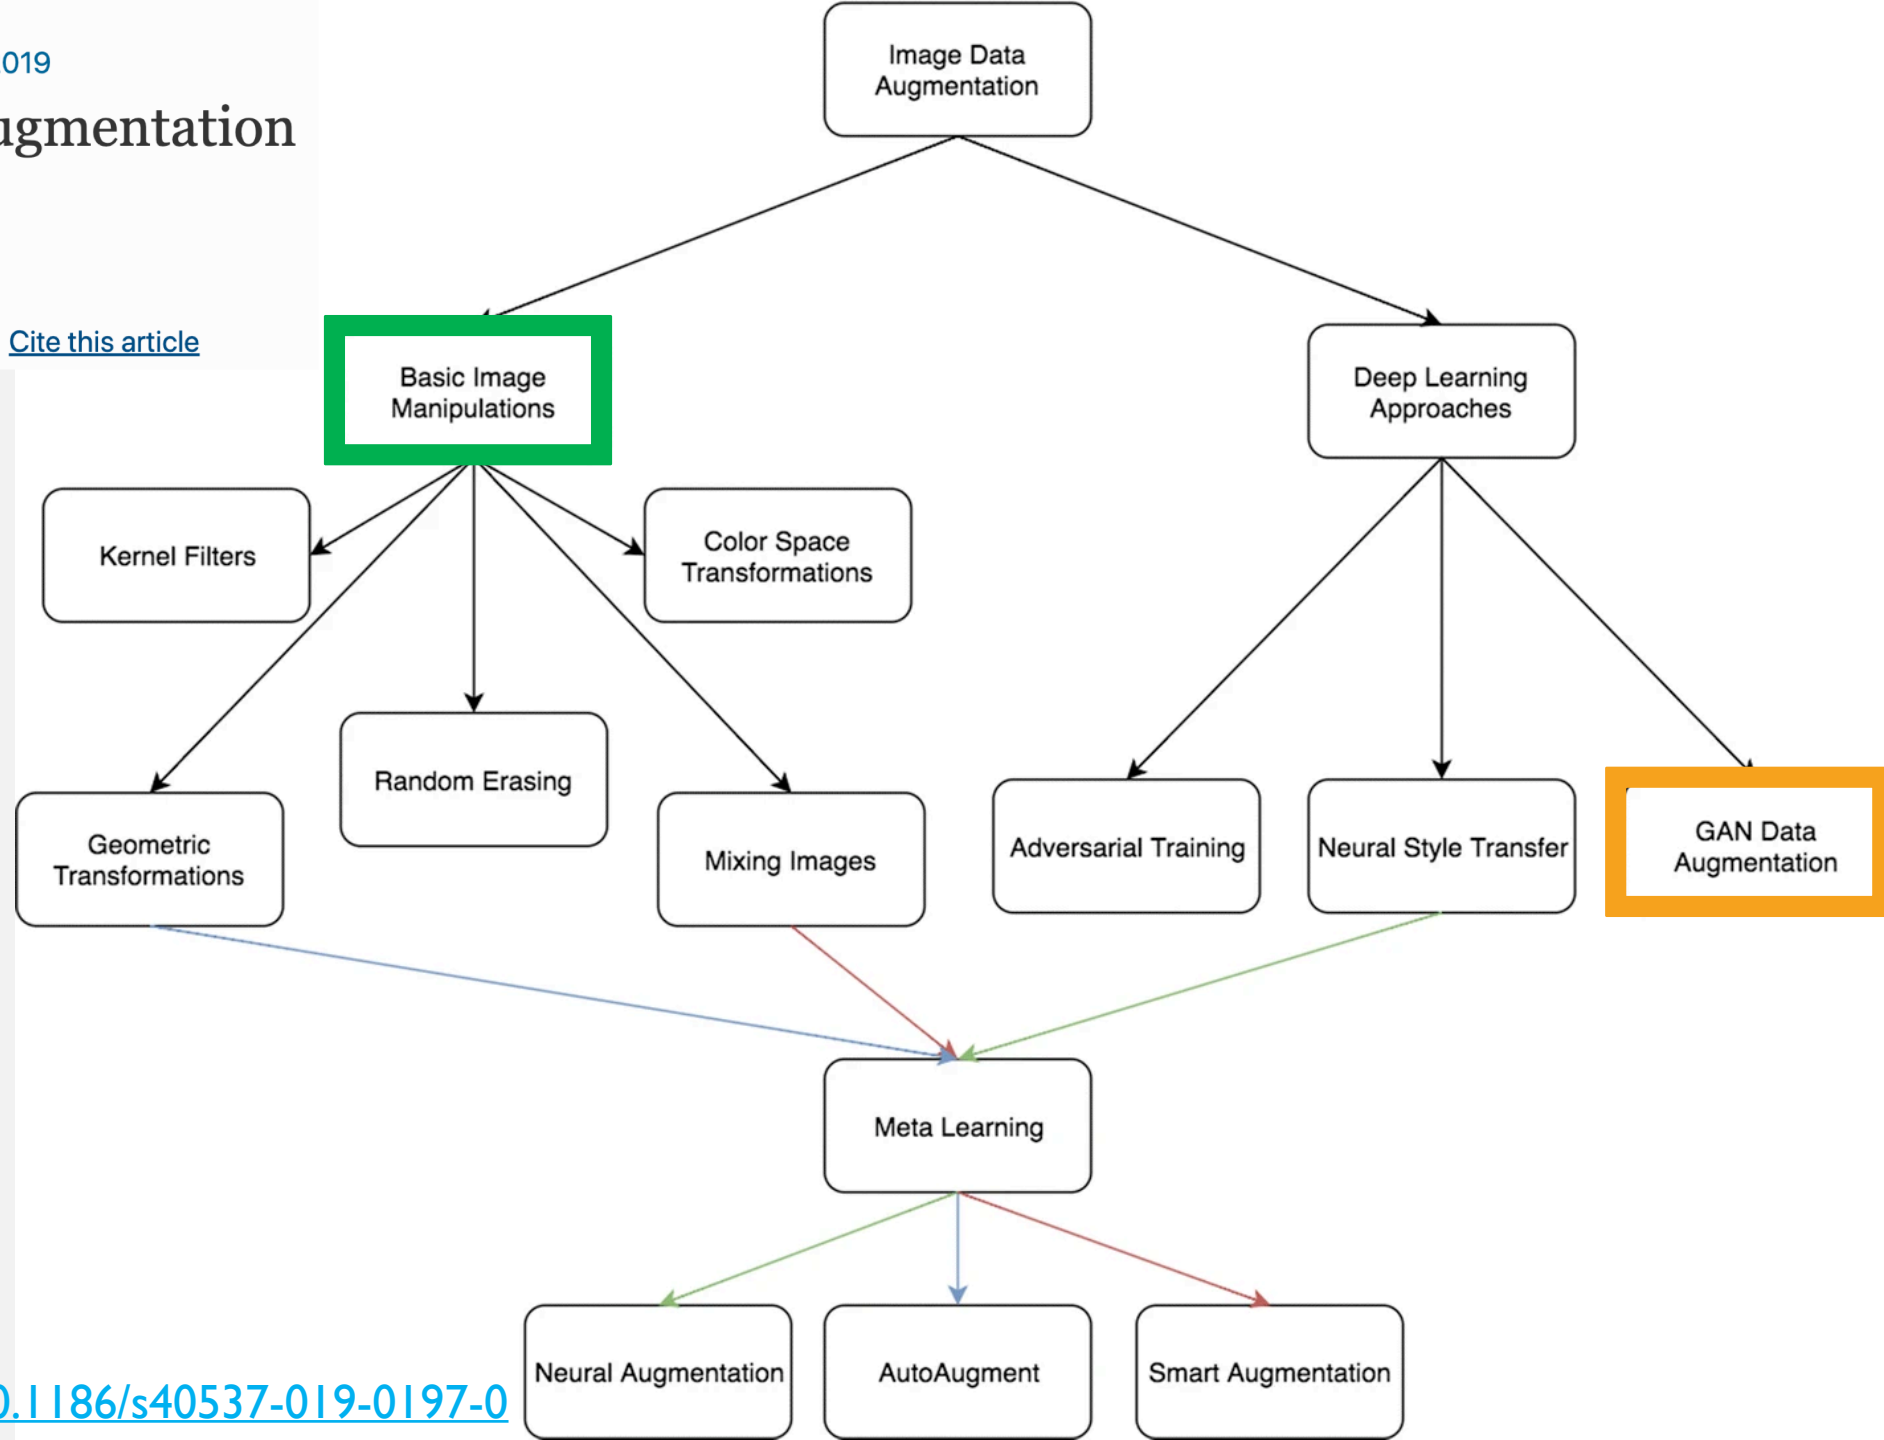 019
ugmentation
Cite this article
Image Data
Augmentation
Basic Image
Manipulations
Deep Learning
Approaches
Kernel Filters
Color Space
Transformations
Geometric
Transformations
Random Erasing
Mixing Images
Adversarial Training
Neural Style Transfer
GAN Data
Augmentation
Meta Learning
Neural Augmentation
AutoAugment
Smart Augmentation
0.1186/s40537-019-0197-0